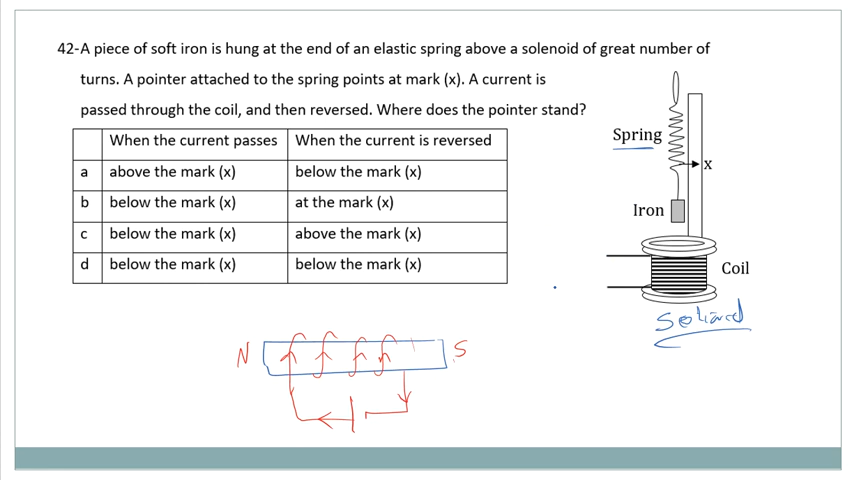 42-A piece of soft iron is hung at the end of an elastic spring above a solenoid of great number of
turns. A pointer attached to the spring points at mark (x). A current is
passed through the coil, and then reversed. Where does the pointer stand?
When the current passes When the current is reversed
a above the mark (x) below the mark (x)
b below the mark (x) at the mark (x)
c below the mark (x) above the mark (x)
d below the mark (x) below the mark (x)
Spring
x
Iron
Coil
N S